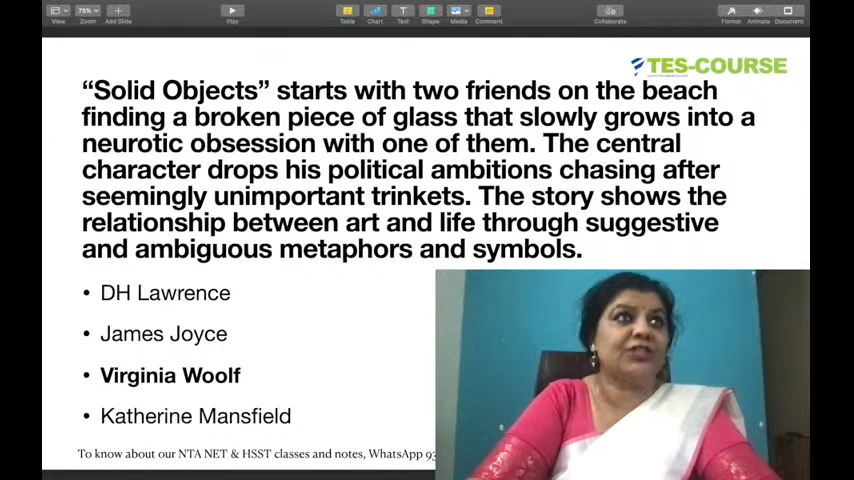 View
75%
Zoom
Add Slide
Play
Table
Chart
Text
Shape
Media
Comment
Collaborate
Format
Animate
Document
TES-COURSE
“Solid Objects” starts with two friends on the beach
finding a broken piece of glass that slowly grows into a
neurotic obsession with one of them. The central
character drops his political ambitions chasing after
seemingly unimportant trinkets. The story shows the
relationship between art and life through suggestive
and ambiguous metaphors and symbols.
• DH Lawrence
• James Joyce
• Virginia Woolf
• Katherine Mansfield
To know about our NTA NET & HSST classes and notes, WhatsApp 93